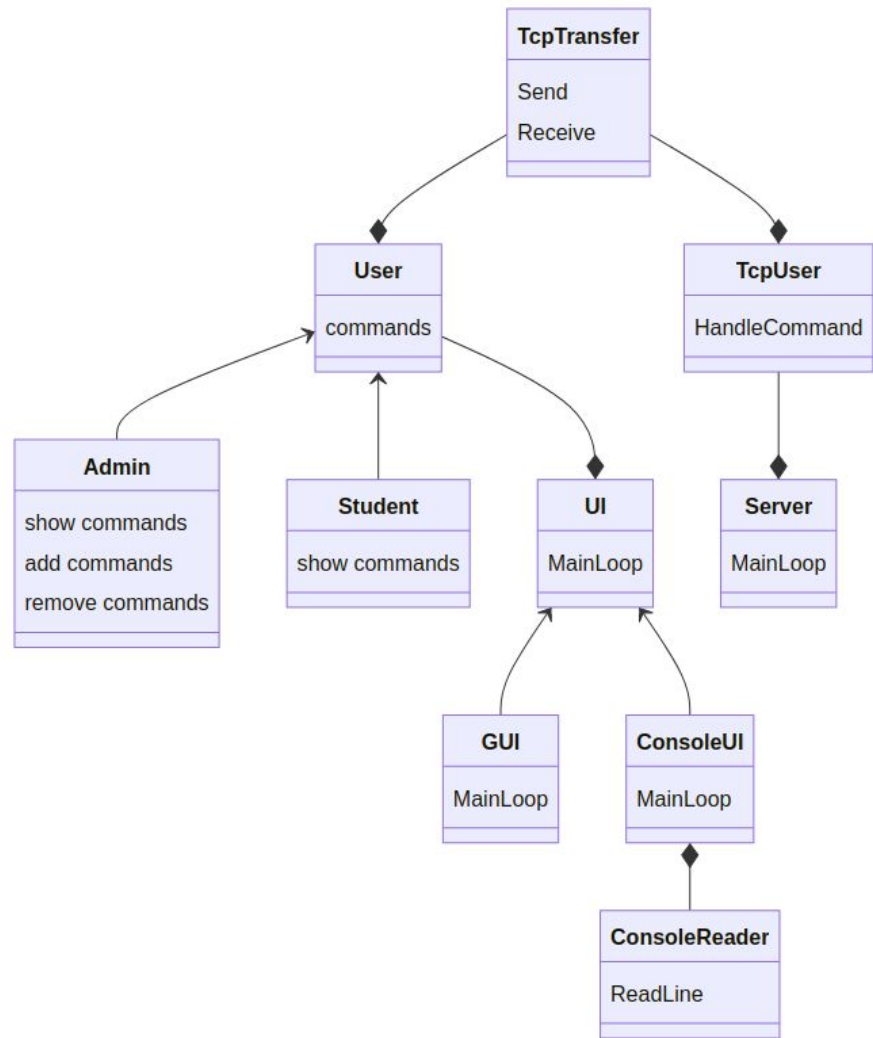 TcpTransfer
Send
Receive
User
commands
TcpUser
HandleCommand
Admin
show commands
add commands
remove commands
Student
show commands
UI
MainLoop
Server
MainLoop
GUI
MainLoop
ConsoleUI
MainLoop
ConsoleReader
ReadLine